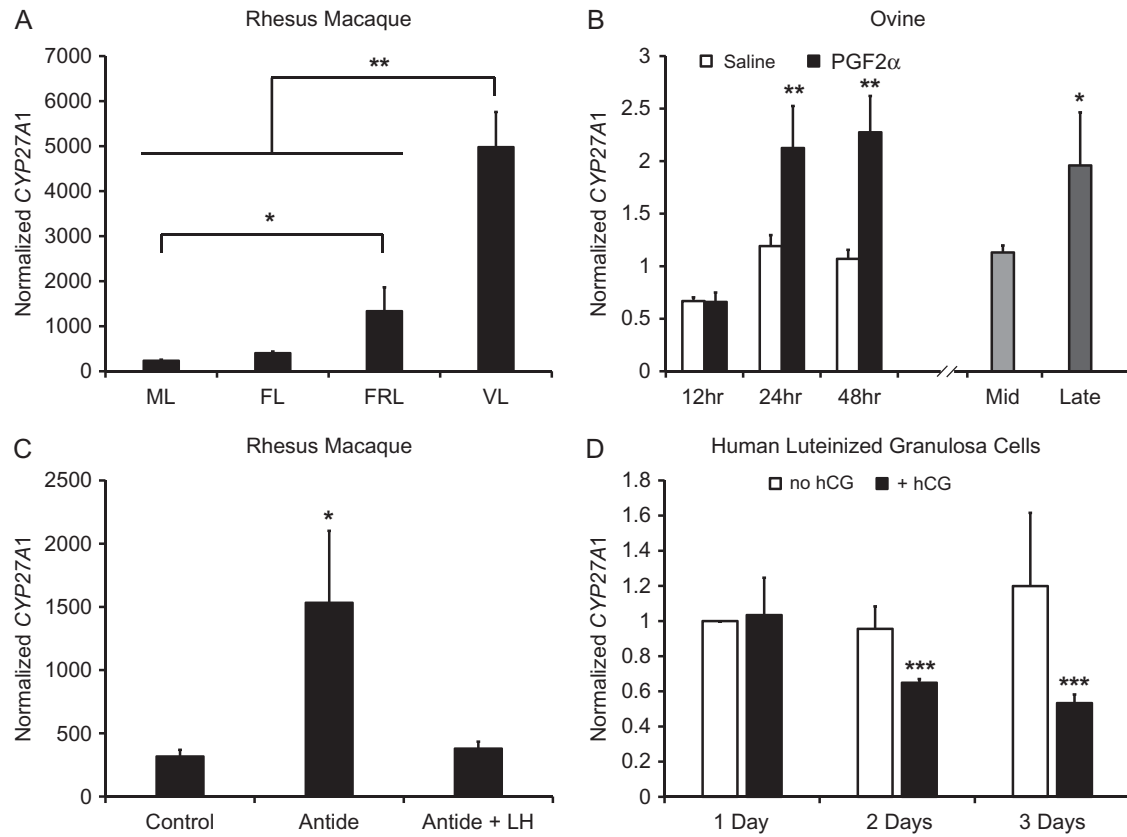 A
Rhesus Macaque
Normalized CYP27A1
7000
6000
5000
4000
3000
2000
1000
0
**
*
ML FL FRL VL
B
Ovine
Normalized CYP27A1
Saline PGF2α
3
2.5
2
1.5
1
0.5
0
** ** *
12hr 24hr 48hr Mid Late
C
Rhesus Macaque
Normalized CYP27A1
2500
2000
1500
1000
500
0
*
Control Antide Antide + LH
D
Human Luteinized Granulosa Cells
Normalized CYP27A1
no hCG + hCG
1.8
1.6
1.4
1.2
1
0.8
0.6
0.4
0.2
0
*** ***
1 Day 2 Days 3 Days